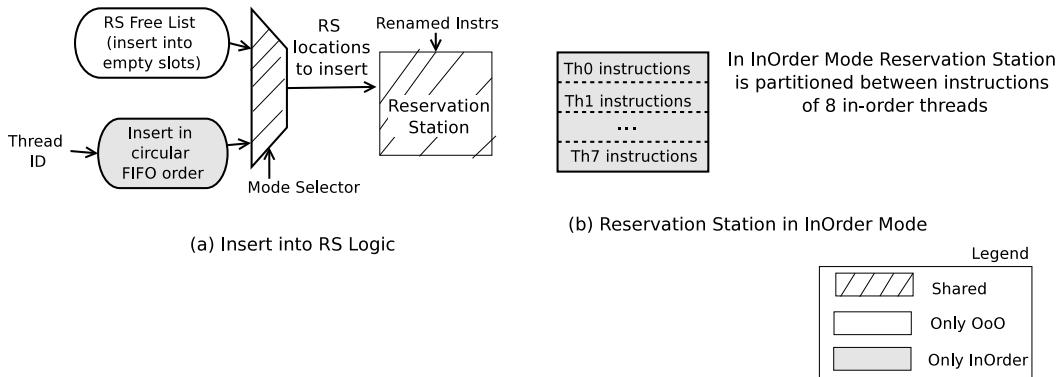 RS Free List
(insert into
empty slots)
RS
locations
to insert
Renamed Instrs
Reservation
Station
Thread
ID
Insert in
circular
FIFO order
Mode Selector
(a) Insert into RS Logic
Th0 instructions
Th1 instructions
...
Th7 instructions
In InOrder Mode Reservation Station
is partitioned between instructions
of 8 in-order threads
(b) Reservation Station in InOrder Mode
Legend
Shared
Only OoO
Only InOrder